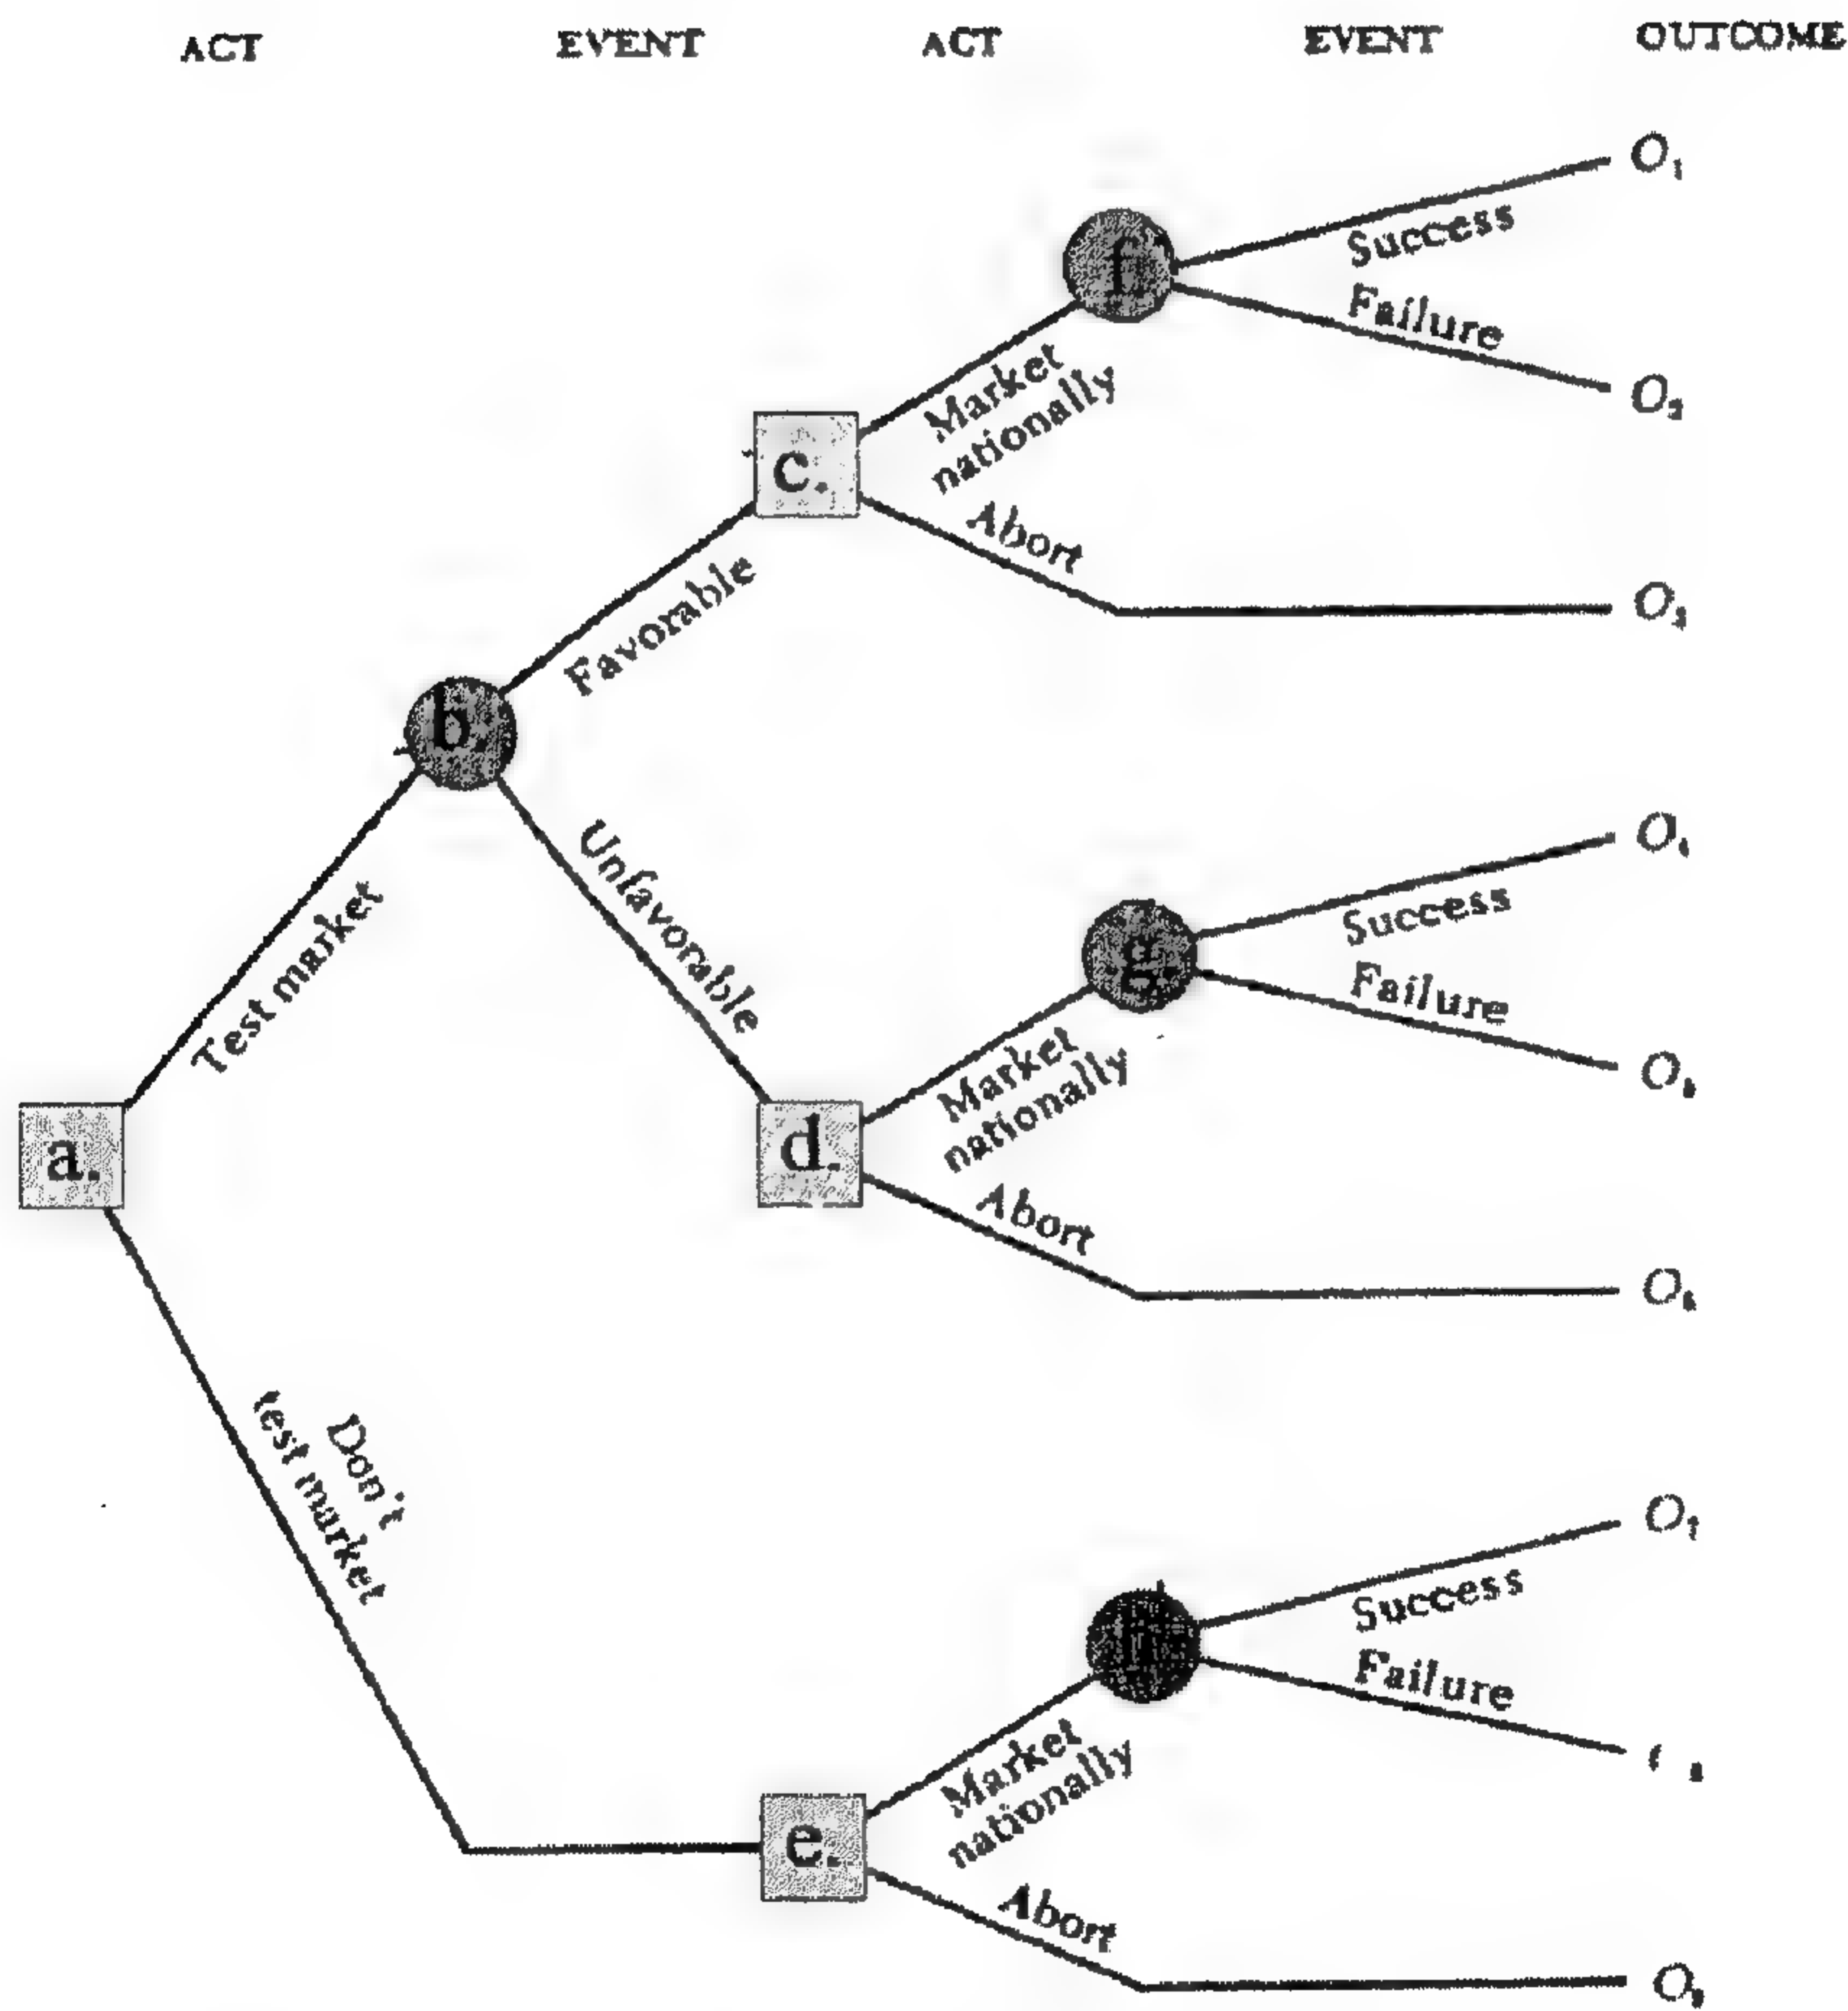 ACT EVENT ACT EVENT OUTCOME
O₁
f.
Success
Failure
O₂
Market
nationally
c.
Abort
O₃
Favorable
b.
Unfavorable
Test market
O₄
g.
Success
Failure
O₅
Market
nationally
a.
d.
Abort
O₆
Don't
test market
O₇
Success
Failure
Market
nationally
e.
Abort
O₉